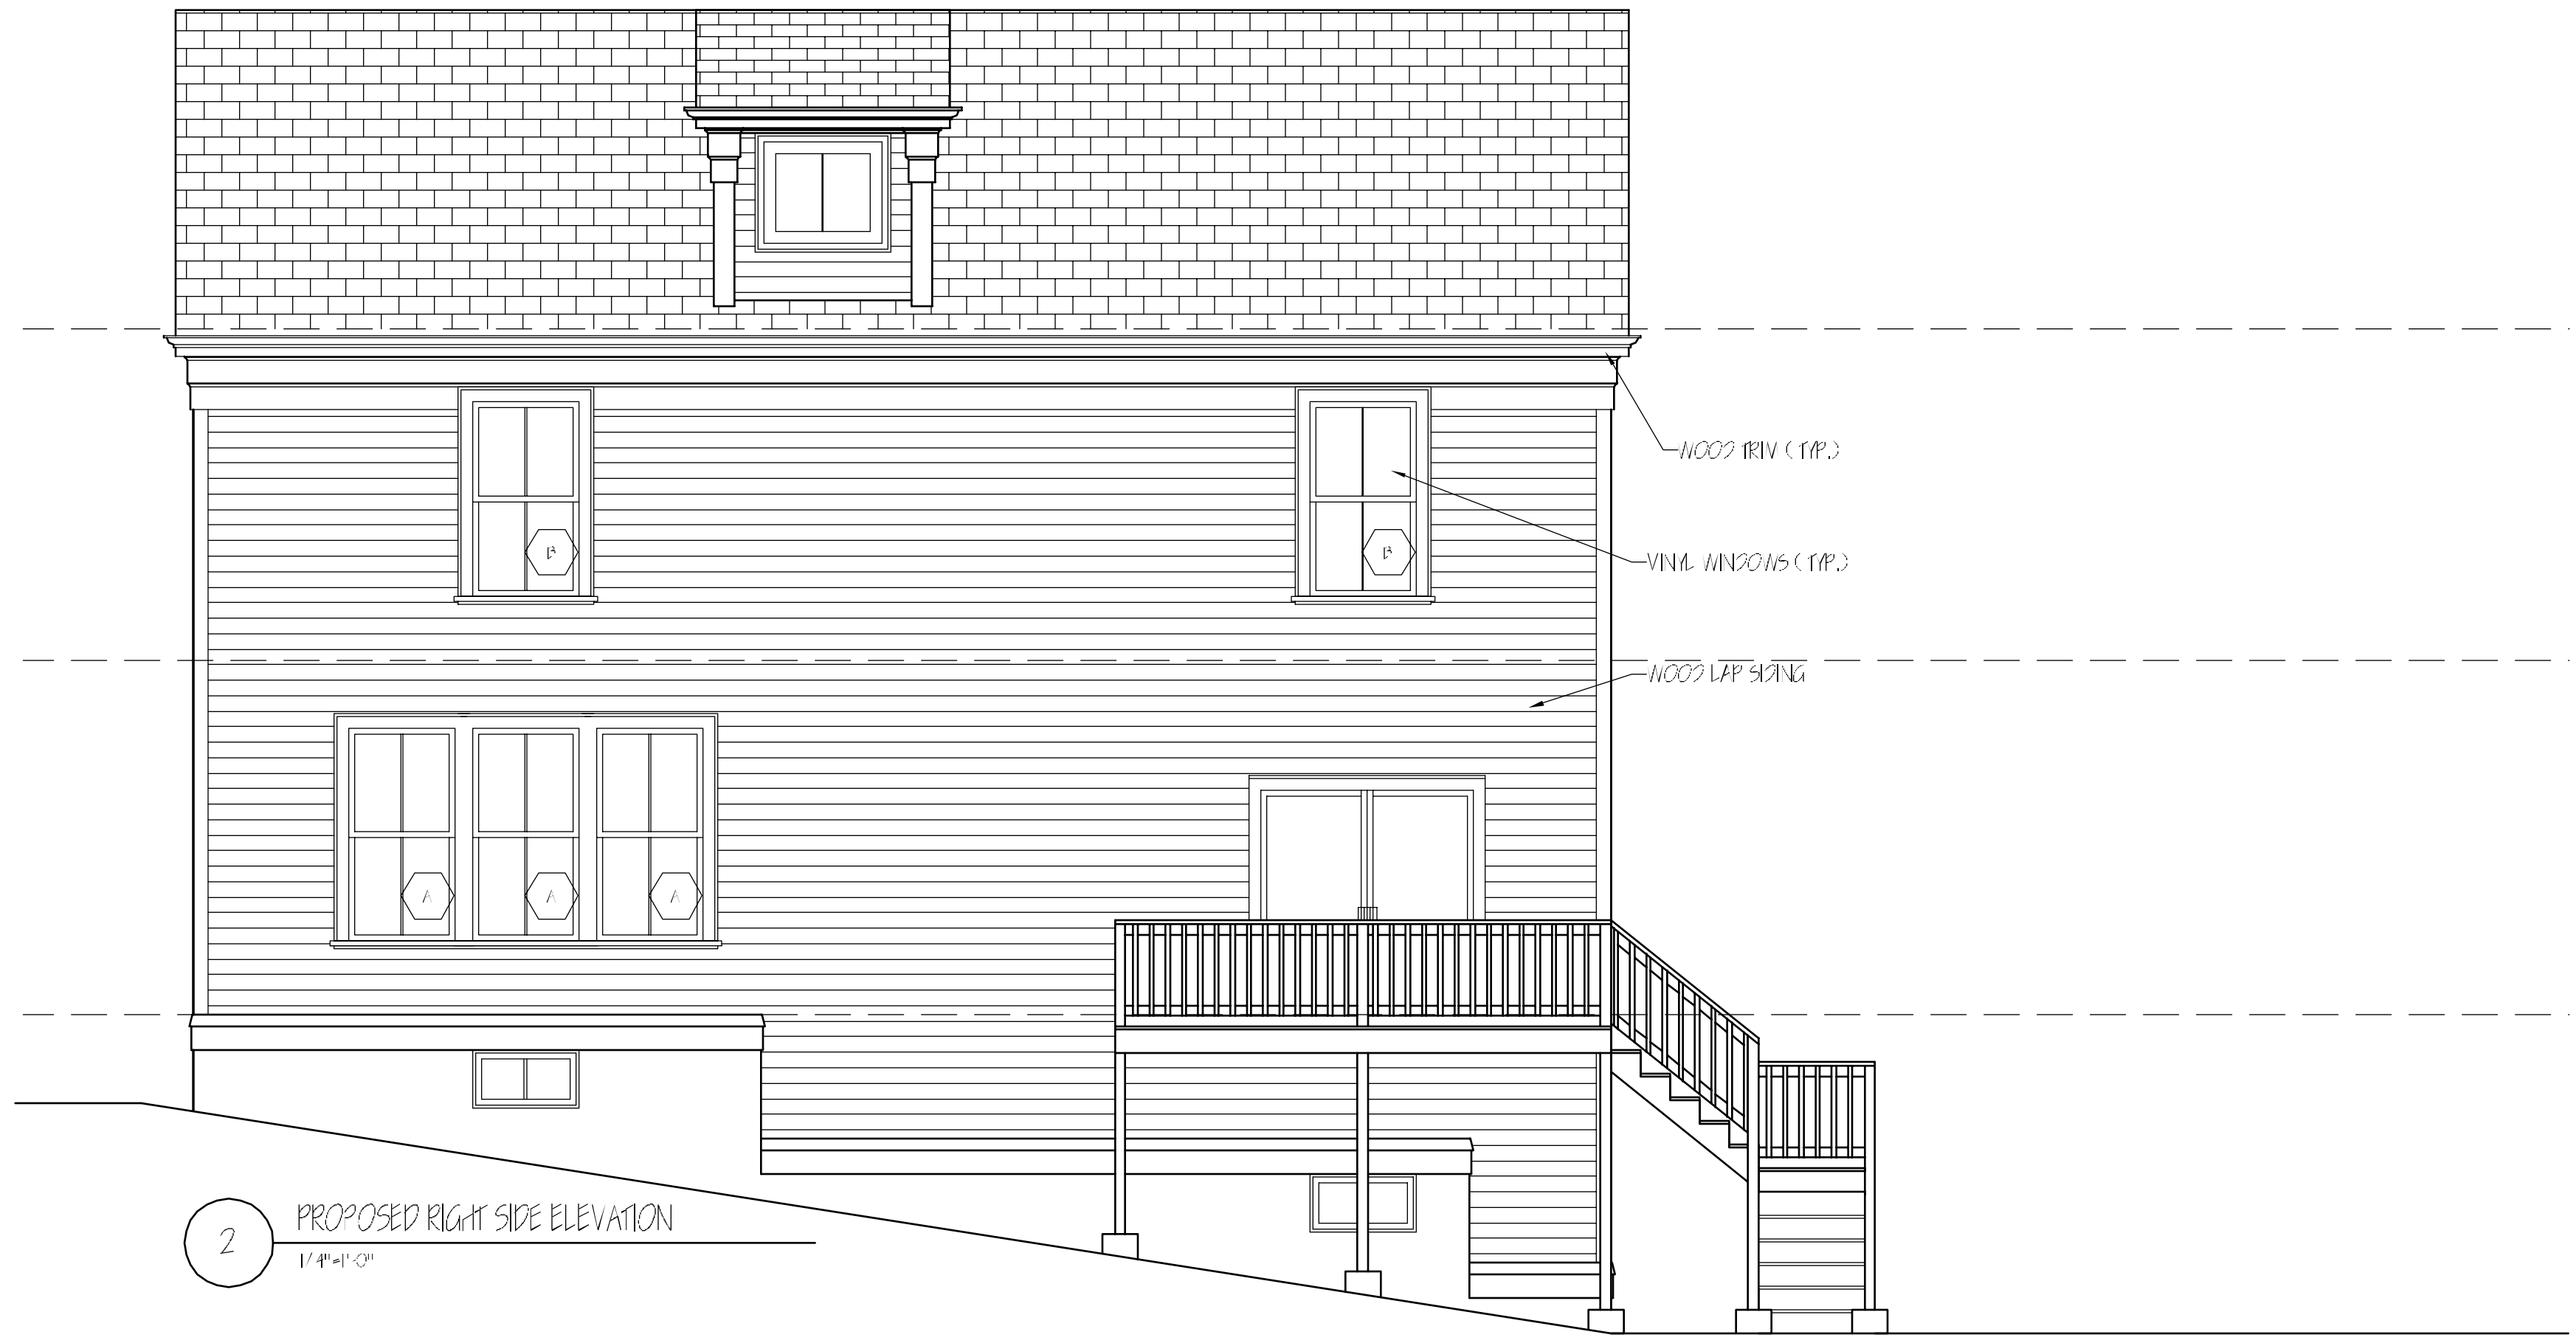 WOOD TRIM (TYP.)
B
B
VINYL WINDOWS (TYP.)
WOOD LAP SIDING
A
A
A
2
PROPOSED RIGHT SIDE ELEVATION
1/4"=1'-0"